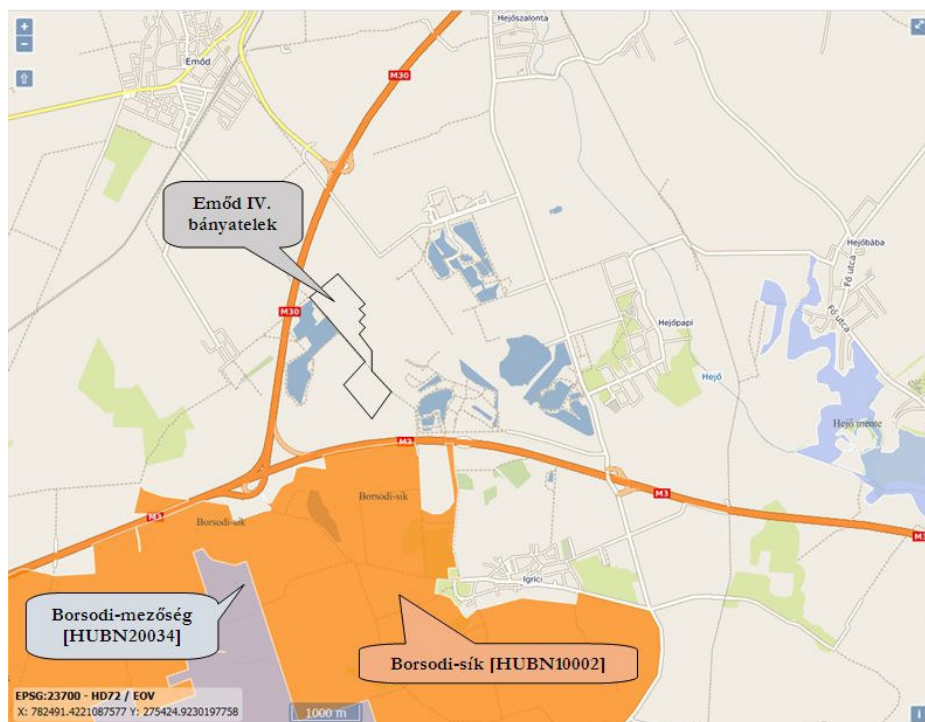 +
−
⇧
Hejőszalonta
Emőd
M30
Emőd IV.
bányatelek
Hejőbába
Fő utca
Fő utca
M30
Hejőpapi
Hejő
Hejő mente
M3
Borsodi-sík
M3
M3
Borsodi-sík
Igrici
Borsodi-mezőség
[HUBN20034]
Borsodi-sík [HUBN10002]
EPSG:23700 - HD72 / EOV
X: 782491.4221087577 Y: 275424.9230197758
1000 m
i